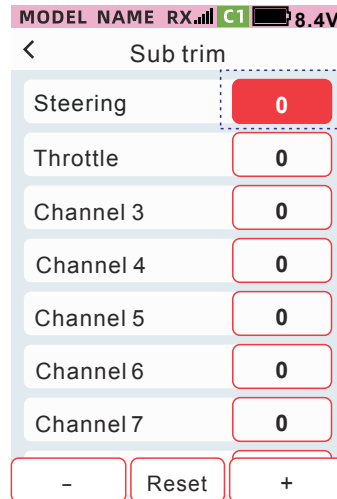 MODEL NAME RX C1 8.4V
< Sub trim
Steering 0
Throttle 0
Channel 3 0
Channel 4 0
Channel 5 0
Channel 6 0
Channel 7 0
- Reset +